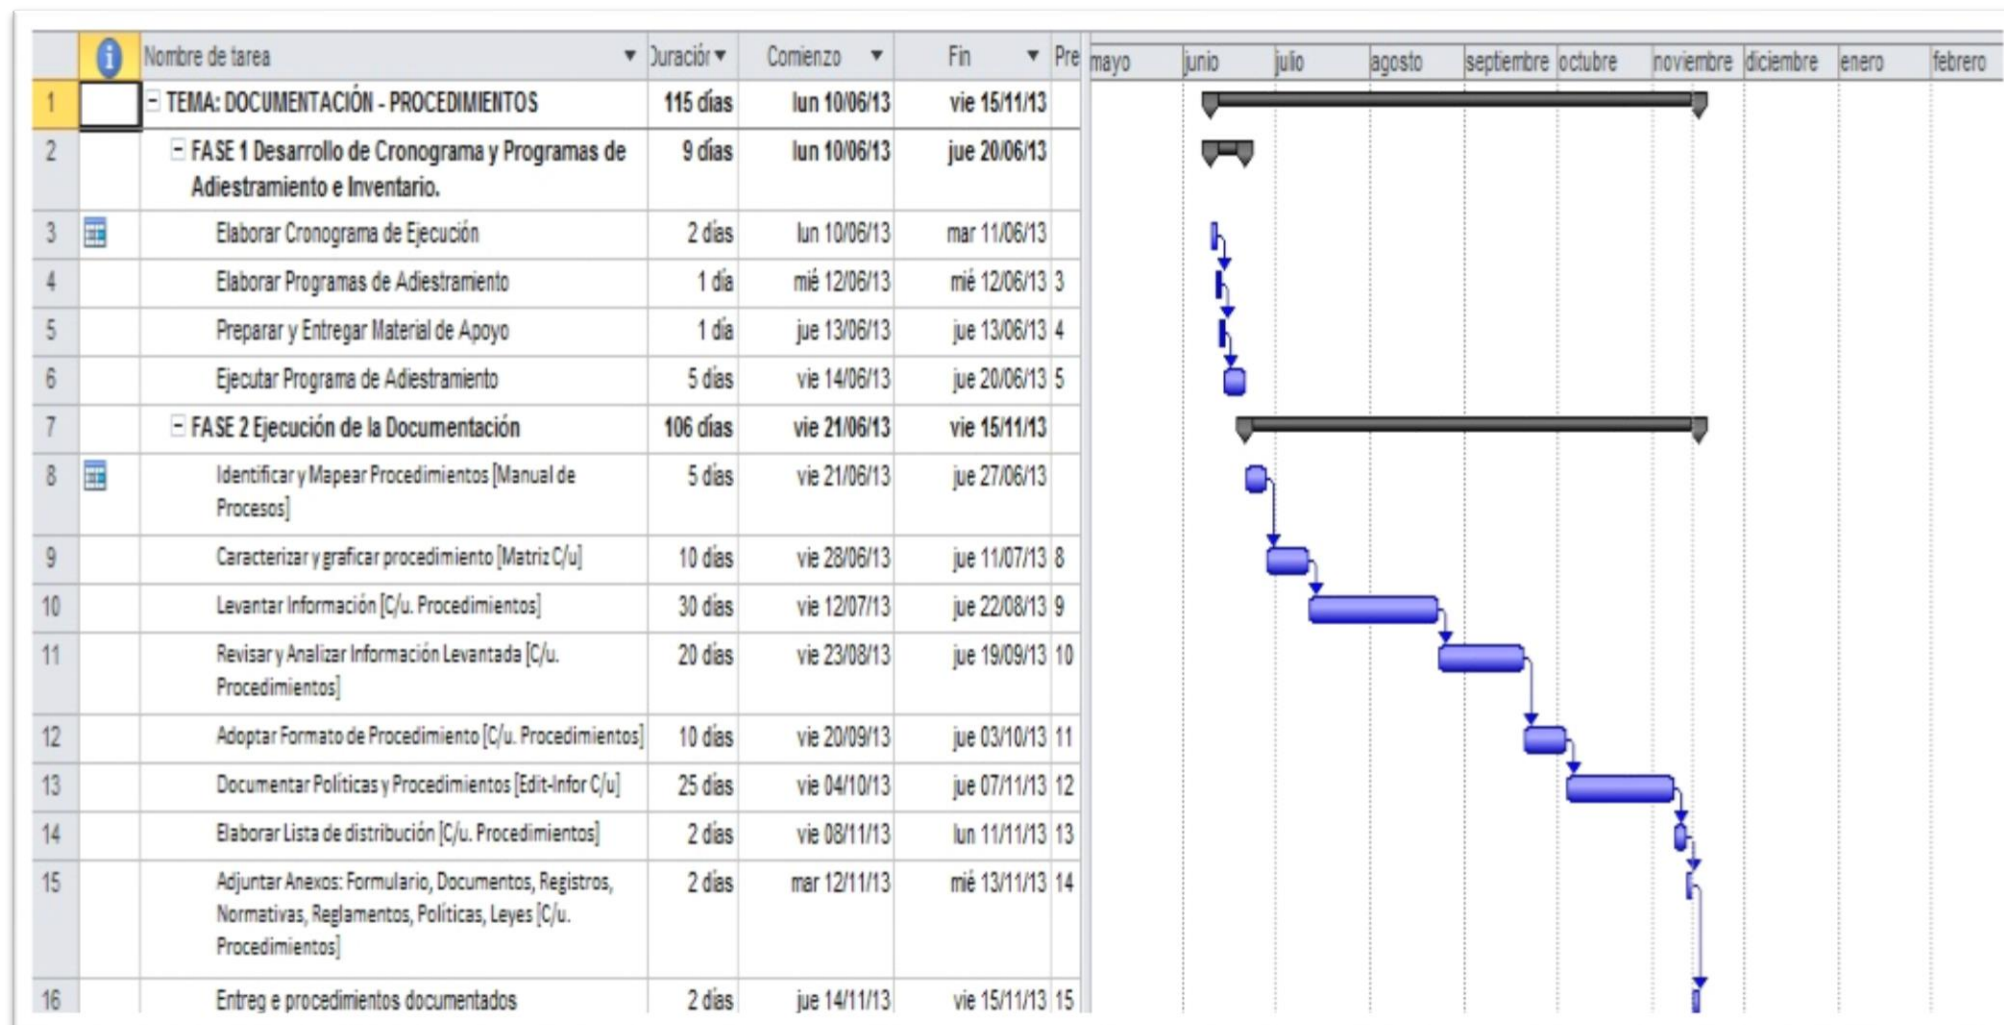 Nombre de tarea Duración Comienzo Fin Pre mayo junio julio agosto septiembre octubre noviembre diciembre enero febrero
1 TEMA: DOCUMENTACIÓN - PROCEDIMIENTOS 115 días lun 10/06/13 vie 15/11/13
2 FASE 1 Desarrollo de Cronograma y Programas de 9 días lun 10/06/13 jue 20/06/13
Adiestramiento e Inventario.
3 Elaborar Cronograma de Ejecución 2 días lun 10/06/13 mar 11/06/13
4 Elaborar Programas de Adiestramiento 1 día mié 12/06/13 mié 12/06/13 3
5 Preparar y Entregar Material de Apoyo 1 día jue 13/06/13 jue 13/06/13 4
6 Ejecutar Programa de Adiestramiento 5 días vie 14/06/13 jue 20/06/13 5
7 FASE 2 Ejecución de la Documentación 106 días vie 21/06/13 vie 15/11/13
8 Identificar y Mapear Procedimientos [Manual de 5 días vie 21/06/13 jue 27/06/13
Procesos]
9 Caracterizar y graficar procedimiento [Matriz C/u] 10 días vie 28/06/13 jue 11/07/13 8
10 Levantar Información [C/u. Procedimientos] 30 días vie 12/07/13 jue 22/08/13 9
11 Revisar y Analizar Información Levantada [C/u. 20 días vie 23/08/13 jue 19/09/13 10
Procedimientos]
12 Adoptar Formato de Procedimiento [C/u. Procedimientos] 10 días vie 20/09/13 jue 03/10/13 11
13 Documentar Políticas y Procedimientos [Edit-Infor C/u] 25 días vie 04/10/13 jue 07/11/13 12
14 Elaborar Lista de distribución [C/u. Procedimientos] 2 días vie 08/11/13 lun 11/11/13 13
15 Adjuntar Anexos: Formulario, Documentos, Registros, 2 días mar 12/11/13 mié 13/11/13 14
Normativas, Reglamentos, Políticas, Leyes [C/u.
Procedimientos]
16 Entreg e procedimientos documentados 2 días jue 14/11/13 vie 15/11/13 15